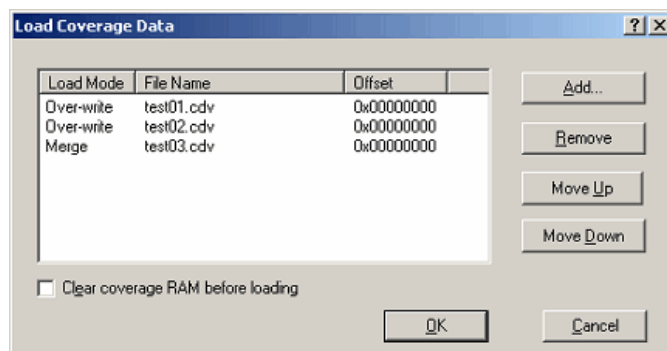 Load Coverage Data
Load Mode File Name Offset
Over-write test01.cdv 0x00000000
Over-write test02.cdv 0x00000000
Merge test03.cdv 0x00000000
Add...
Remove
Move Up
Move Down
Clear coverage RAM before loading
OK Cancel